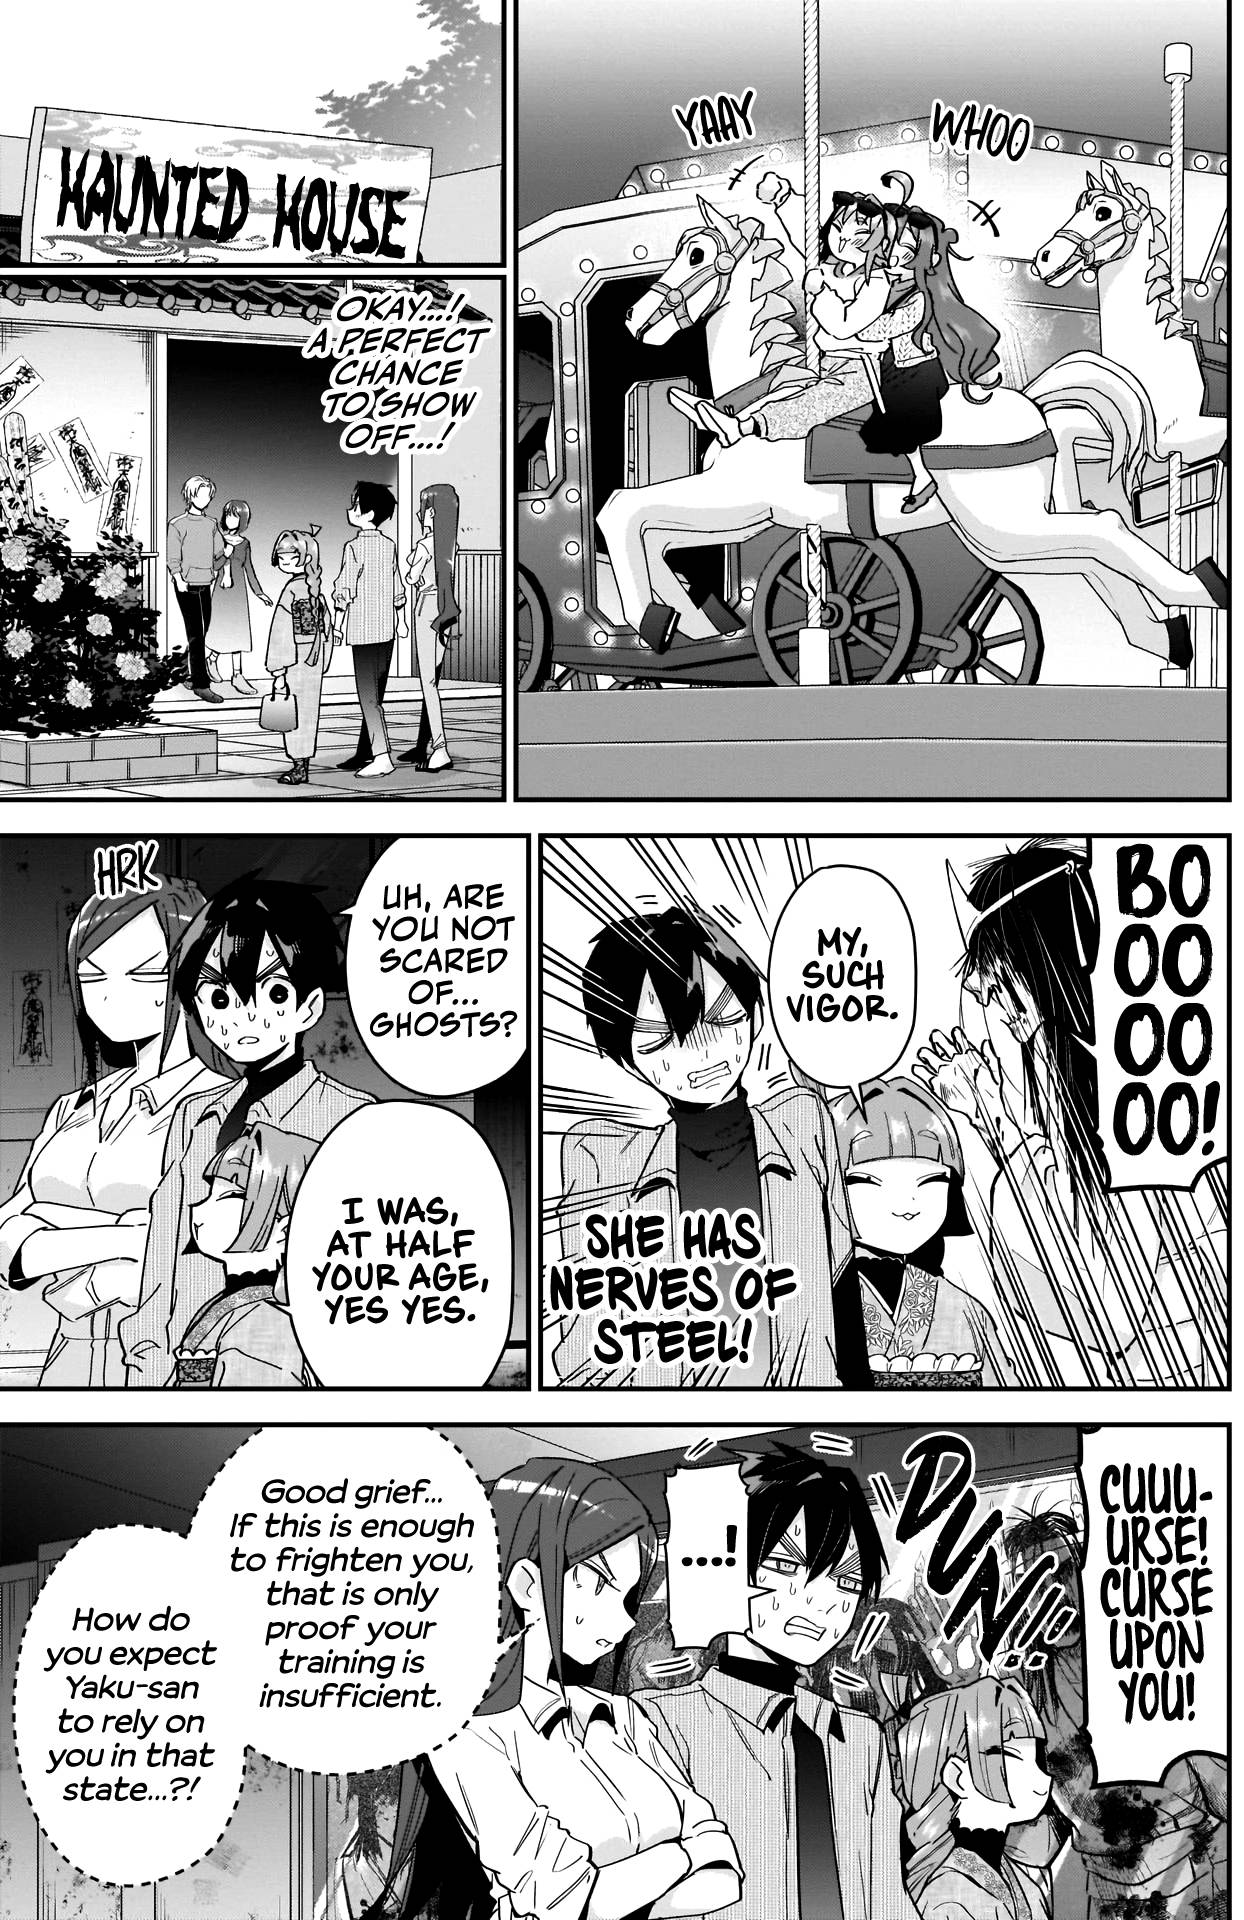 YAAY
WHOO
HAUNTED HOUSE
OKAY...!
A PERFECT
CHANCE
TO SHOW
OFF...!
BO
OO
OO
OO!
MY,
SUCH
VIGOR.
SHE HAS
NERVES OF
STEEL!
UH, ARE
YOU NOT
SCARED
OF...
GHOSTS?
HRK
I WAS,
AT HALF
YOUR AGE,
YES YES.
CUUU-
URSE!
CURSE
UPON
YOU!
DUN!!
...!
Good grief...
If this is enough
to frighten you,
that is only
proof your
training is
insufficient.
How do
you expect
Yaku-san
to rely on
you in that
state...?!